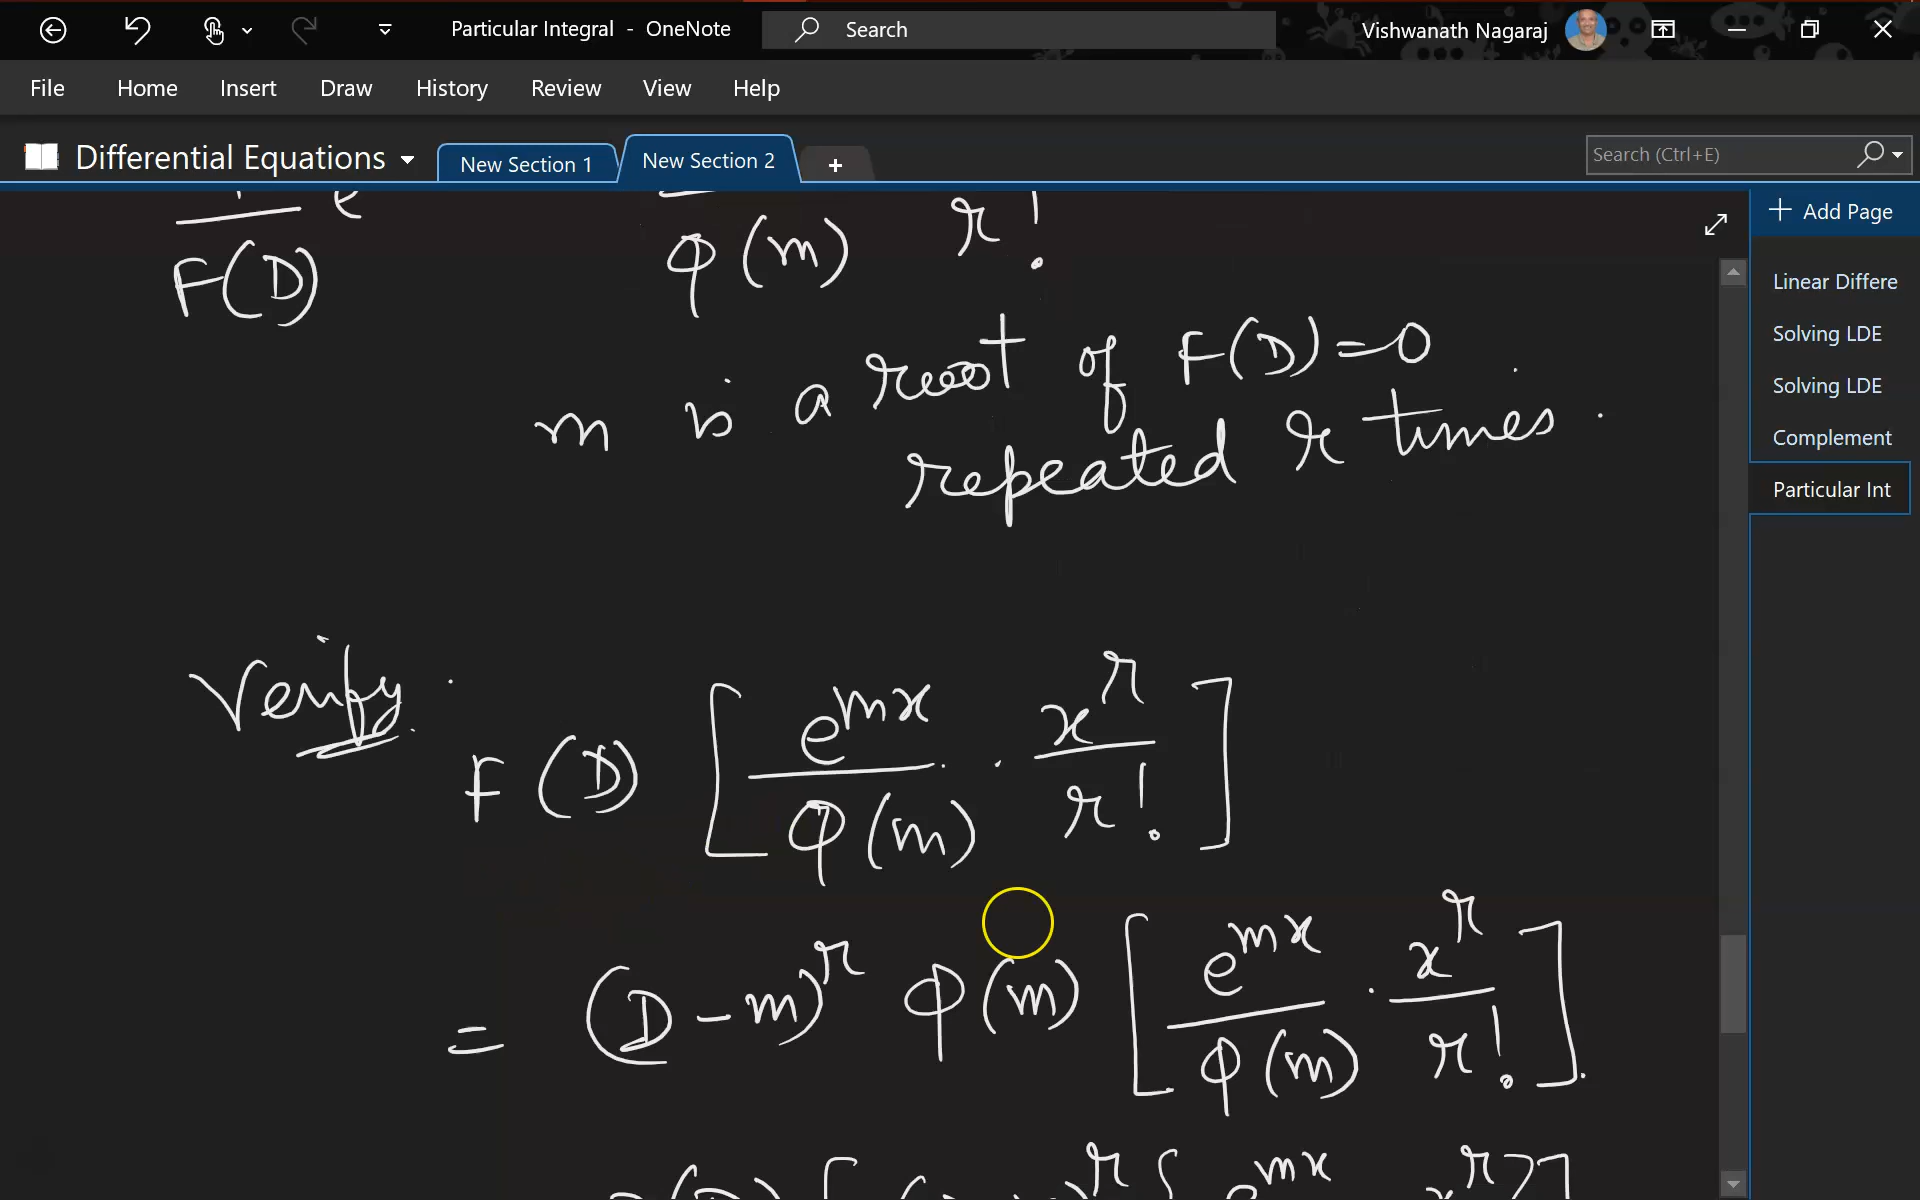 Particular Integral - OneNote
Search
Vishwanath Nagaraj
File Home Insert Draw History Review View Help
Differential Equations
New Section 1
New Section 2
+
Search (Ctrl+E)
+ Add Page
Linear Differe
Solving LDE
Solving LDE
Complement
Particular Int
F(D) φ(m) r!
m is a root of F(D)=0
repeated r times.
Verify.
F(D) [e^mx/φ(m) · x^r/r!]
= (D-m)^r φ(m) [e^mx/φ(m) · x^r/r!].